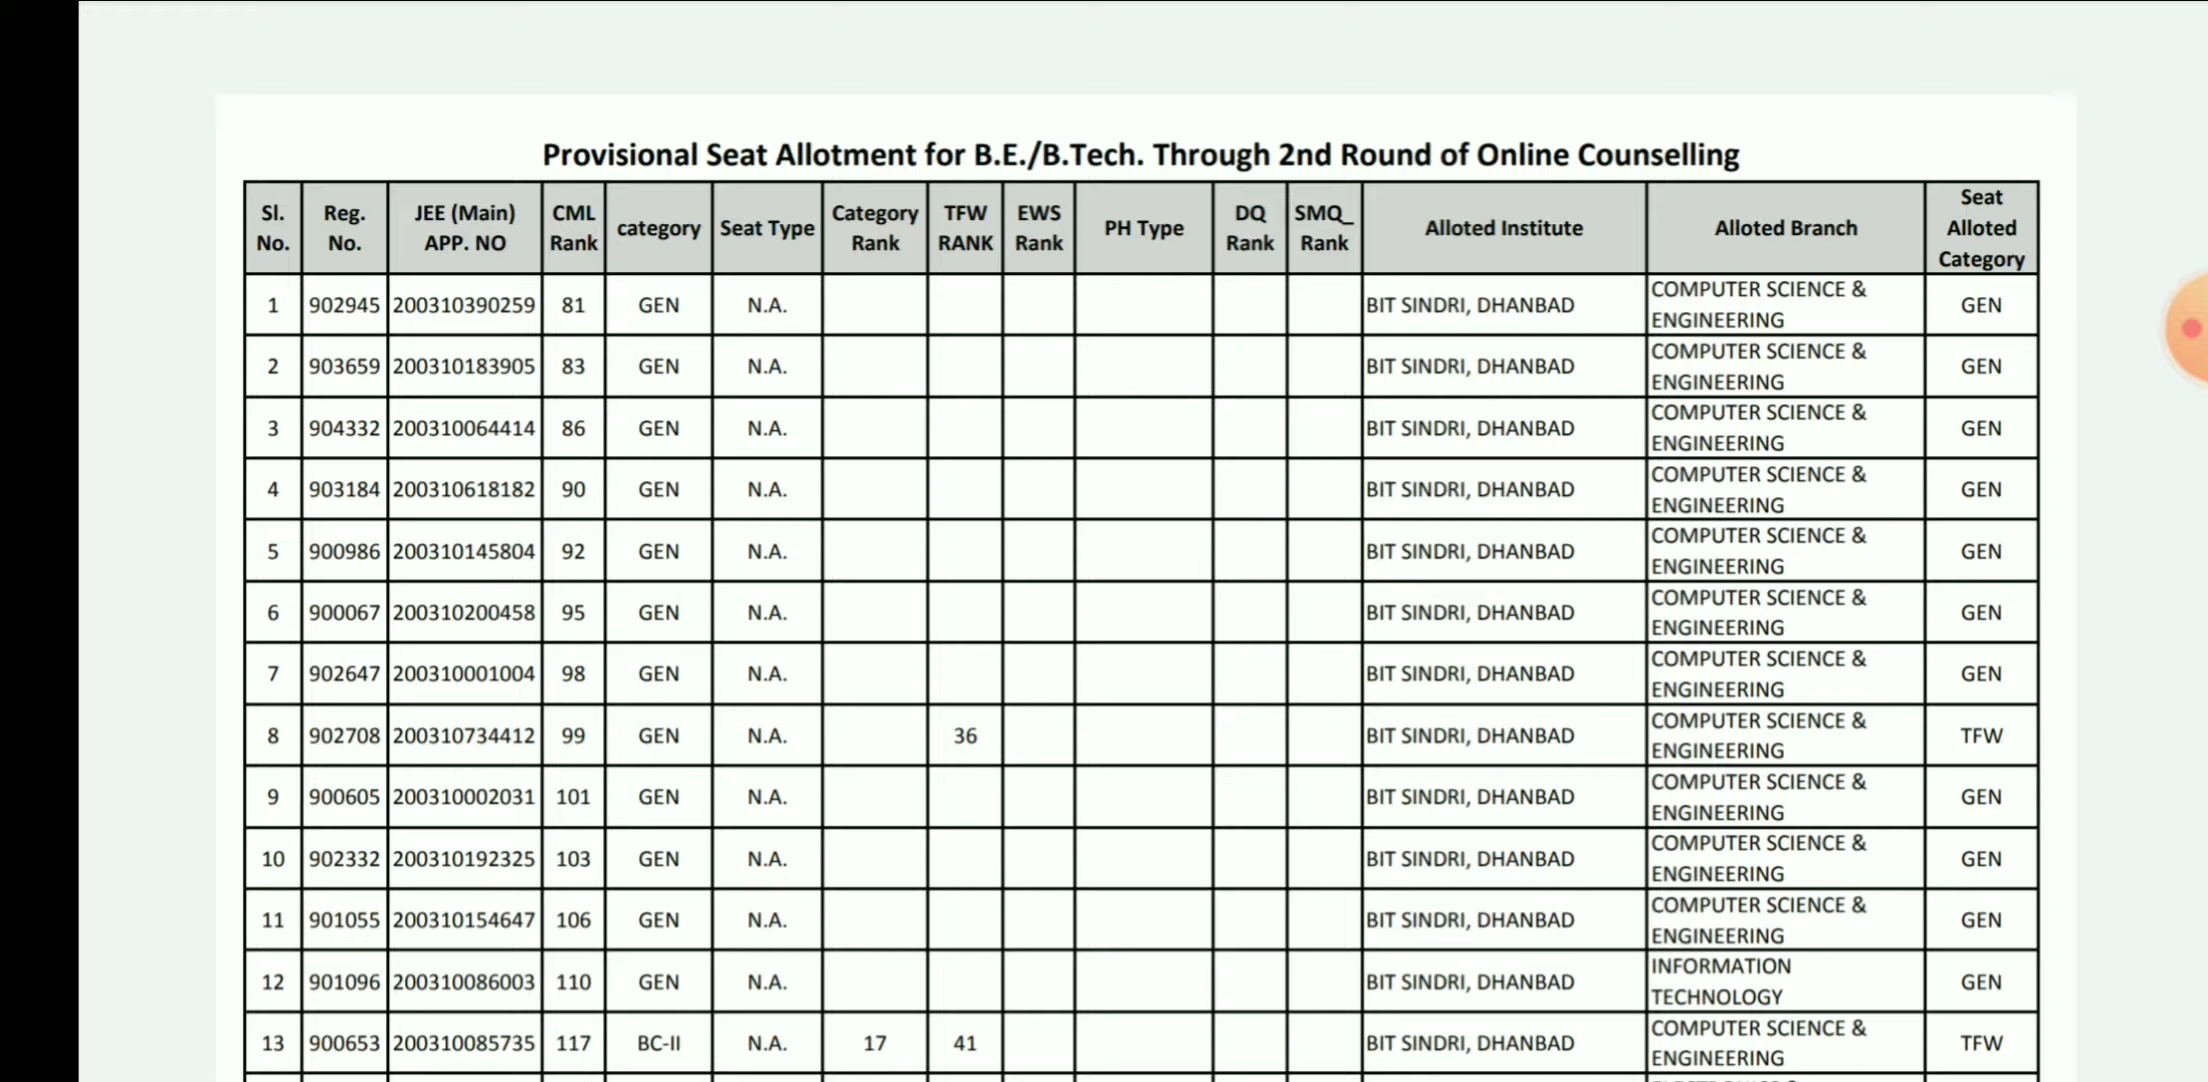 Provisional Seat Allotment for B.E./B.Tech. Through 2nd Round of Online Counselling
Sl. No. Reg. No. JEE (Main) APP. NO CML Rank category Seat Type Category Rank TFW RANK EWS Rank PH Type DQ Rank SMQ_ Rank Alloted Institute Alloted Branch Seat Alloted Category
1 902945 200310390259 81 GEN N.A. BIT SINDRI, DHANBAD COMPUTER SCIENCE & ENGINEERING GEN
2 903659 200310183905 83 GEN N.A. BIT SINDRI, DHANBAD COMPUTER SCIENCE & ENGINEERING GEN
3 904332 200310064414 86 GEN N.A. BIT SINDRI, DHANBAD COMPUTER SCIENCE & ENGINEERING GEN
4 903184 200310618182 90 GEN N.A. BIT SINDRI, DHANBAD COMPUTER SCIENCE & ENGINEERING GEN
5 900986 200310145804 92 GEN N.A. BIT SINDRI, DHANBAD COMPUTER SCIENCE & ENGINEERING GEN
6 900067 200310200458 95 GEN N.A. BIT SINDRI, DHANBAD COMPUTER SCIENCE & ENGINEERING GEN
7 902647 200310001004 98 GEN N.A. BIT SINDRI, DHANBAD COMPUTER SCIENCE & ENGINEERING GEN
8 902708 200310734412 99 GEN N.A. 36 BIT SINDRI, DHANBAD COMPUTER SCIENCE & ENGINEERING TFW
9 900605 200310002031 101 GEN N.A. BIT SINDRI, DHANBAD COMPUTER SCIENCE & ENGINEERING GEN
10 902332 200310192325 103 GEN N.A. BIT SINDRI, DHANBAD COMPUTER SCIENCE & ENGINEERING GEN
11 901055 200310154647 106 GEN N.A. BIT SINDRI, DHANBAD COMPUTER SCIENCE & ENGINEERING GEN
12 901096 200310086003 110 GEN N.A. BIT SINDRI, DHANBAD INFORMATION TECHNOLOGY GEN
13 900653 200310085735 117 BC-II N.A. 17 41 BIT SINDRI, DHANBAD COMPUTER SCIENCE & ENGINEERING TFW